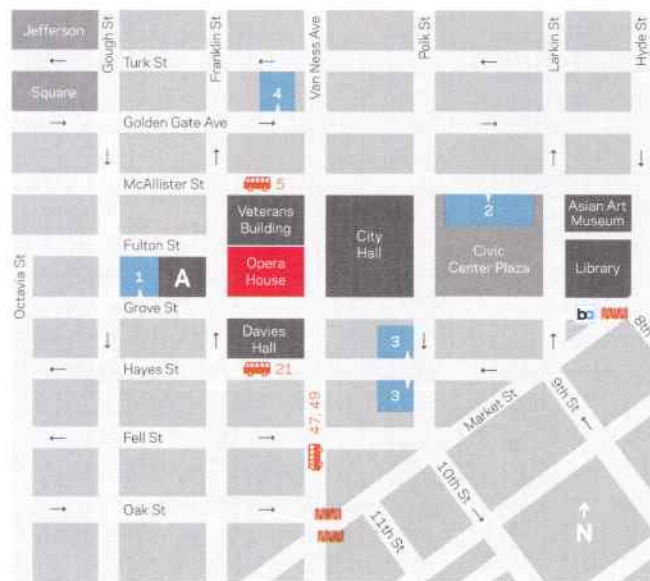 Jefferson
Square
Gough St
Franklin St
Van Ness Ave
Polk St
Larkin St
Hyde St
Turk St
4
Golden Gate Ave
McAllister St
5
Veterans
Building
City
Hall
2
Civic
Center Plaza
Asian Art
Museum
Library
Fulton St
Octavia St
1
A
Opera
House
Grove St
ba
8th
Davies
Hall
3
Hayes St
21
3
47, 49
Market St
9th St
Fell St
10th St
Oak St
11th St
N